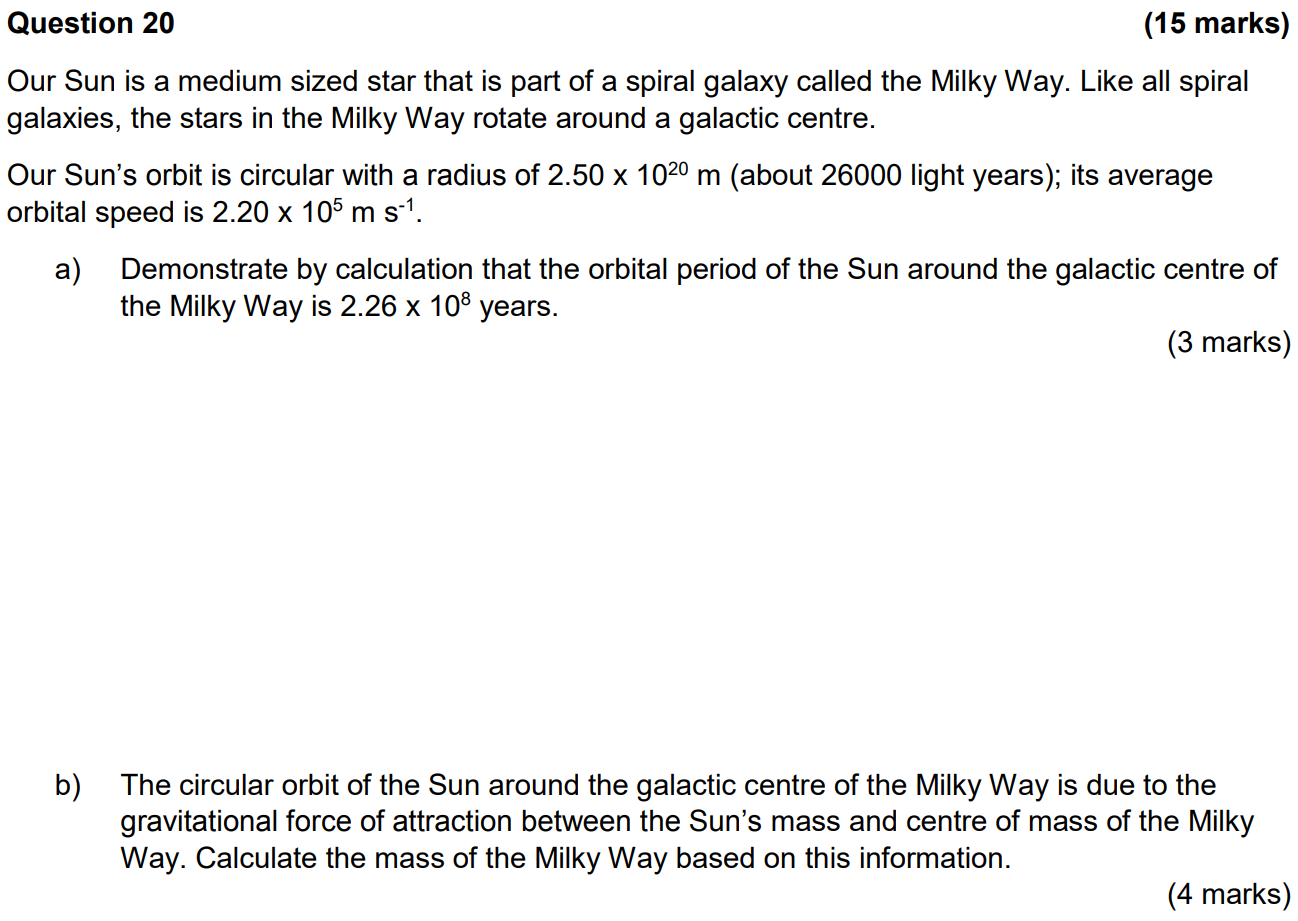 Question 20 (15 marks)
Our Sun is a medium sized star that is part of a spiral galaxy called the Milky Way. Like all spiral
galaxies, the stars in the Milky Way rotate around a galactic centre.
Our Sun’s orbit is circular with a radius of 2.50 x 10²⁰ m (about 26000 light years); its average
orbital speed is 2.20 x 10⁵ m s⁻¹.
a) Demonstrate by calculation that the orbital period of the Sun around the galactic centre of
the Milky Way is 2.26 x 10⁸ years.
(3 marks)
b) The circular orbit of the Sun around the galactic centre of the Milky Way is due to the
gravitational force of attraction between the Sun’s mass and centre of mass of the Milky
Way. Calculate the mass of the Milky Way based on this information.
(4 marks)